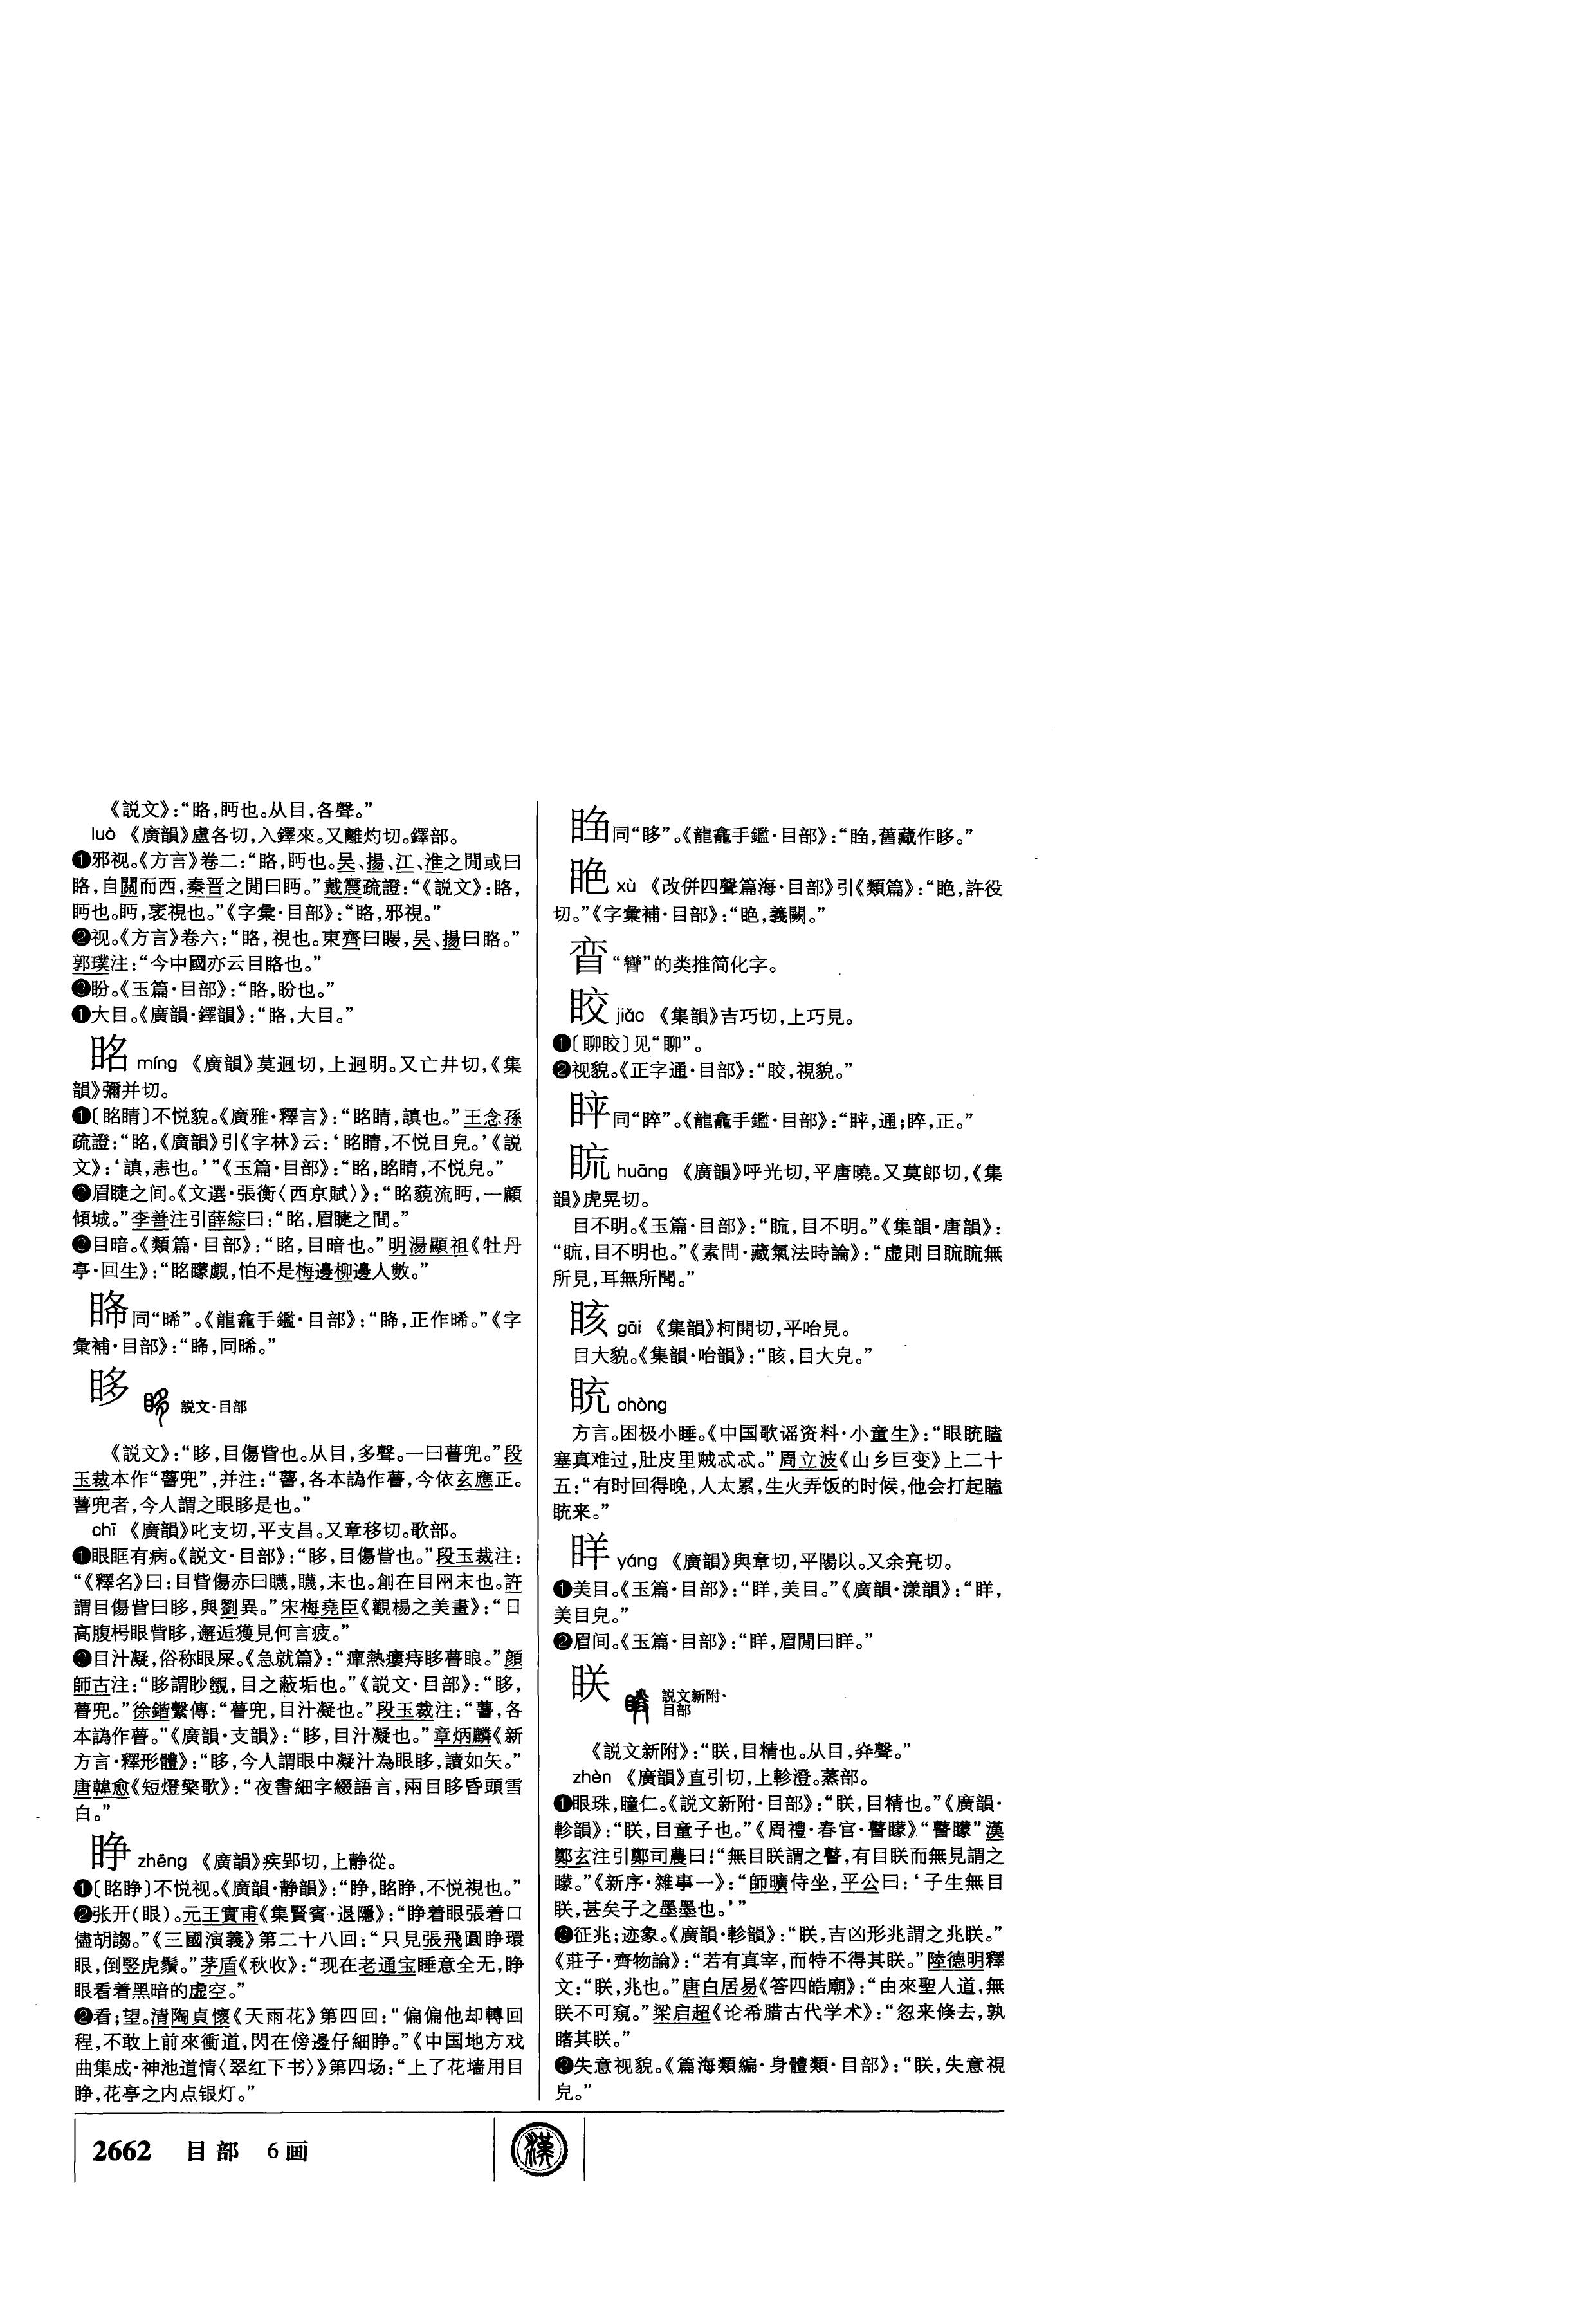 《説文》：“䀩，眄也。从目，各聲。”
luò 《廣韻》盧各切，入鐸來。又離灼切。鐸部。
❶邪视。《方言》卷二：“略，眄也。吴、揚、江、淮之閒或曰
略，自關而西，秦晋之閒曰眄。”戴震疏證：“《説文》：略，
眄也。眄，衺視也。”《字彙·目部》：“略，邪視。”
❷视。《方言》卷六：“略，視也。東齊曰䁙，吴、揚曰略。”
郭璞注：“今中國亦云目略也。”
❸盼。《玉篇·目部》：“略，盼也。”
❶大目。《廣韻·鐸韻》：“略，大目。”
眳 míng 《廣韻》莫迥切，上迥明。又亡井切，《集
韻》彌并切。
❶〔眳睛〕不悦貌。《廣雅·釋言》：“眳睛，謓也。”王念孫
疏證：“眳，《廣韻》引《字林》云：‘眳睛，不悦目皃。’《説
文》：‘謓，恚也。’”《玉篇·目部》：“眳，眳睛，不悦皃。”
❷眉睫之间。《文選·張衡〈西京賦〉》：“眳藐流眄，一顧
傾城。”李善注引薛綜曰：“眳，眉睫之間。”
❸目暗。《類篇·目部》：“眳，目暗也。”明湯顯祖《牡丹
亭·回生》：“眳矇覷，怕不是梅邊柳邊人數。”
同“睎”。《龍龕手鑑·目部》：“，正作睎。”《字
彙補·目部》：“，同睎。”
眵 説文·目部
《説文》：“眵，目傷眥也。从目，多聲。一曰瞢兜。”段
玉裁本作“䁾兜”，并注：“䁾，各本譌作瞢，今依玄應正。
䁾兜者，今人謂之眼眵是也。”
chī 《廣韻》叱支切，平支昌。又章移切。歌部。
❶眼眶有病。《説文·目部》：“眵，目傷眥也。”段玉裁注：
“《釋名》曰：目眥傷赤曰䁾，䁾，末也。創在目㒳末也。許
謂目傷眥曰眵，與劉異。”宋梅堯臣《觀楊之美畫》：“日
高腹枵眼眥眵，邂逅獲見何言疲。”
❷目汁凝，俗称眼屎。《急就篇》：“癉熱瘻痔眵瞢䀶。”顔
師古注：“眵謂眇覴，目之蔽垢也。”《説文·目部》：“眵，
瞢兜。”徐鍇繫傳：“瞢兜，目汁凝也。”段玉裁注：“䁾，各
本譌作瞢。”《廣韻·支韻》：“眵，目汁凝也。”章炳麟《新
方言·釋形體》：“眵，今人謂眼中凝汁為眼眵，讀如矢。”
唐韓愈《短燈檠歌》：“夜書細字綴語言，兩目眵昏頭雪
白。”
睁 zhēng 《廣韻》疾郢切，上静從。
❶〔眳睁〕不悦视。《廣韻·静韻》：“睁，眳睁，不悦視也。”
❷张开（眼）。元王實甫《集賢賓·退隱》：“睁着眼張着口
儘胡謅。”《三國演義》第二十八回：“只見張飛圓睁環
眼，倒竪虎鬚。”茅盾《秋收》：“现在老通宝睡意全无，睁
眼看着黑暗的虚空。”
❷看；望。清陶貞懷《天雨花》第四回：“偏偏他却轉回
程，不敢上前來衝道，閃在傍邊仔細睁。”《中国地方戏
曲集成·神池道情〈翠红下书〉》第四场：“上了花墙用目
睁，花亭之内点银灯。”
同“眵”。《龍龕手鑑·目部》：“，舊藏作眵。”
xù 《改併四聲篇海·目部》引《類篇》：“，許役
切。”《字彙補·目部》：“，義闕。”
“矕”的类推简化字。
䀊 jiǎo 《集韻》吉巧切，上巧見。
❶〔聊〕见“聊”。
❷视貌。《正字通·目部》：“，視貌。”
同“睟”。《龍龕手鑑·目部》：“，通；睟，正。”
䀮 huāng 《廣韻》呼光切，平唐曉。又莫郎切，《集
韻》虎晃切。
目不明。《玉篇·目部》：“䀮，目不明。”《集韻·唐韻》：
“䀮，目不明也。”《素問·藏氣法時論》：“虚則目䀮䀮無
所見，耳無所聞。”
䀭 gāi 《集韻》柯開切，平咍見。
目大貌。《集韻·咍韻》：“䀭，目大皃。”
䀪 chòng
方言。困极小睡。《中国歌谣资料·小童生》：“眼䀪瞌
塞真难过，肚皮里贼忒忒。”周立波《山乡巨变》上二十
五：“有时回得晚，人太累，生火弄饭的时候，他会打起瞌
䀪来。”
眻 yáng 《廣韻》與章切，平陽以。又余亮切。
❶美目。《玉篇·目部》：“眻，美目。”《廣韻·漾韻》：“眻，
美目皃。”
❷眉间。《玉篇·目部》：“眻，眉閒曰眻。”
眹 説文新附·
目部
《説文新附》：“眹，目精也。从目，灷聲。”
zhèn 《廣韻》直引切，上軫澄。蒸部。
❶眼珠，瞳仁。《説文新附·目部》：“眹，目精也。”《廣韻·
軫韻》：“眹，目童子也。”《周禮·春官·瞽矇》“瞽矇”漢
鄭玄注引鄭司農曰：“無目眹謂之瞽，有目眹而無見謂之
矇。”《新序·雜事一》：“師曠侍坐，平公曰：‘子生無目
眹，甚矣子之墨墨也。’”
❷征兆；迹象。《廣韻·軫韻》：“眹，吉凶形兆謂之兆眹。”
《莊子·齊物論》：“若有真宰，而特不得其眹。”陸德明釋
文：“眹，兆也。”唐白居易《答四皓廟》：“由來聖人道，無
眹不可窺。”梁启超《论希腊古代学术》：“忽来倏去，孰
睹其眹。”
❸失意视貌。《篇海類編·身體類·目部》：“眹，失意視
皃。”
2662 目部 6画
漢